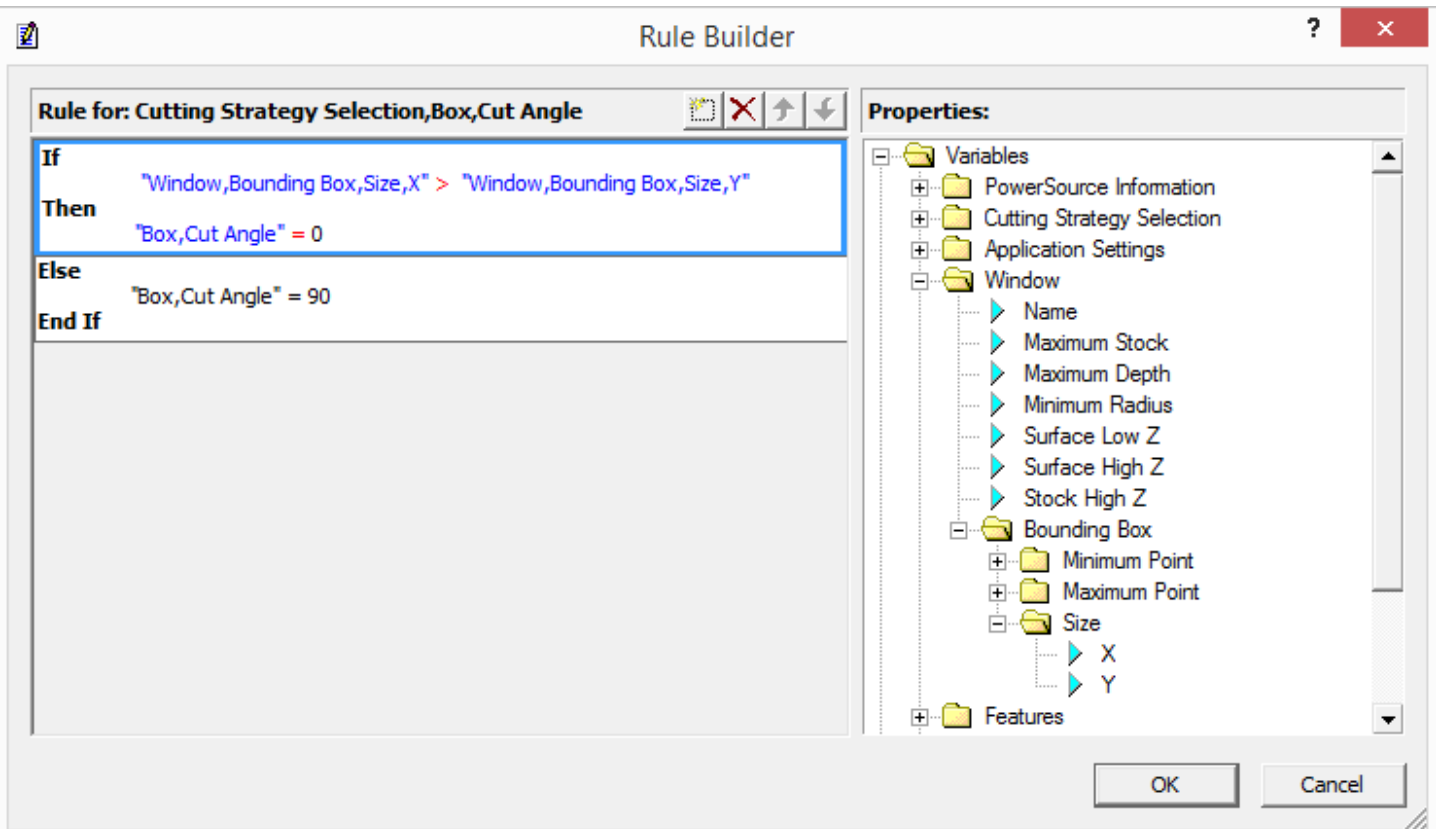 Rule Builder
?
Rule for: Cutting Strategy Selection,Box,Cut Angle
If
"Window,Bounding Box,Size,X" > "Window,Bounding Box,Size,Y"
Then
"Box,Cut Angle" = 0
Else
"Box,Cut Angle" = 90
End If
Properties:
Variables
PowerSource Information
Cutting Strategy Selection
Application Settings
Window
Name
Maximum Stock
Maximum Depth
Minimum Radius
Surface Low Z
Surface High Z
Stock High Z
Bounding Box
Minimum Point
Maximum Point
Size
X
Y
Features
OK
Cancel